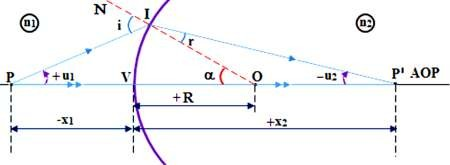 n1 N I n2
i r
P +u1 V α O -u2 P' AOP
+R
-x1 +x2